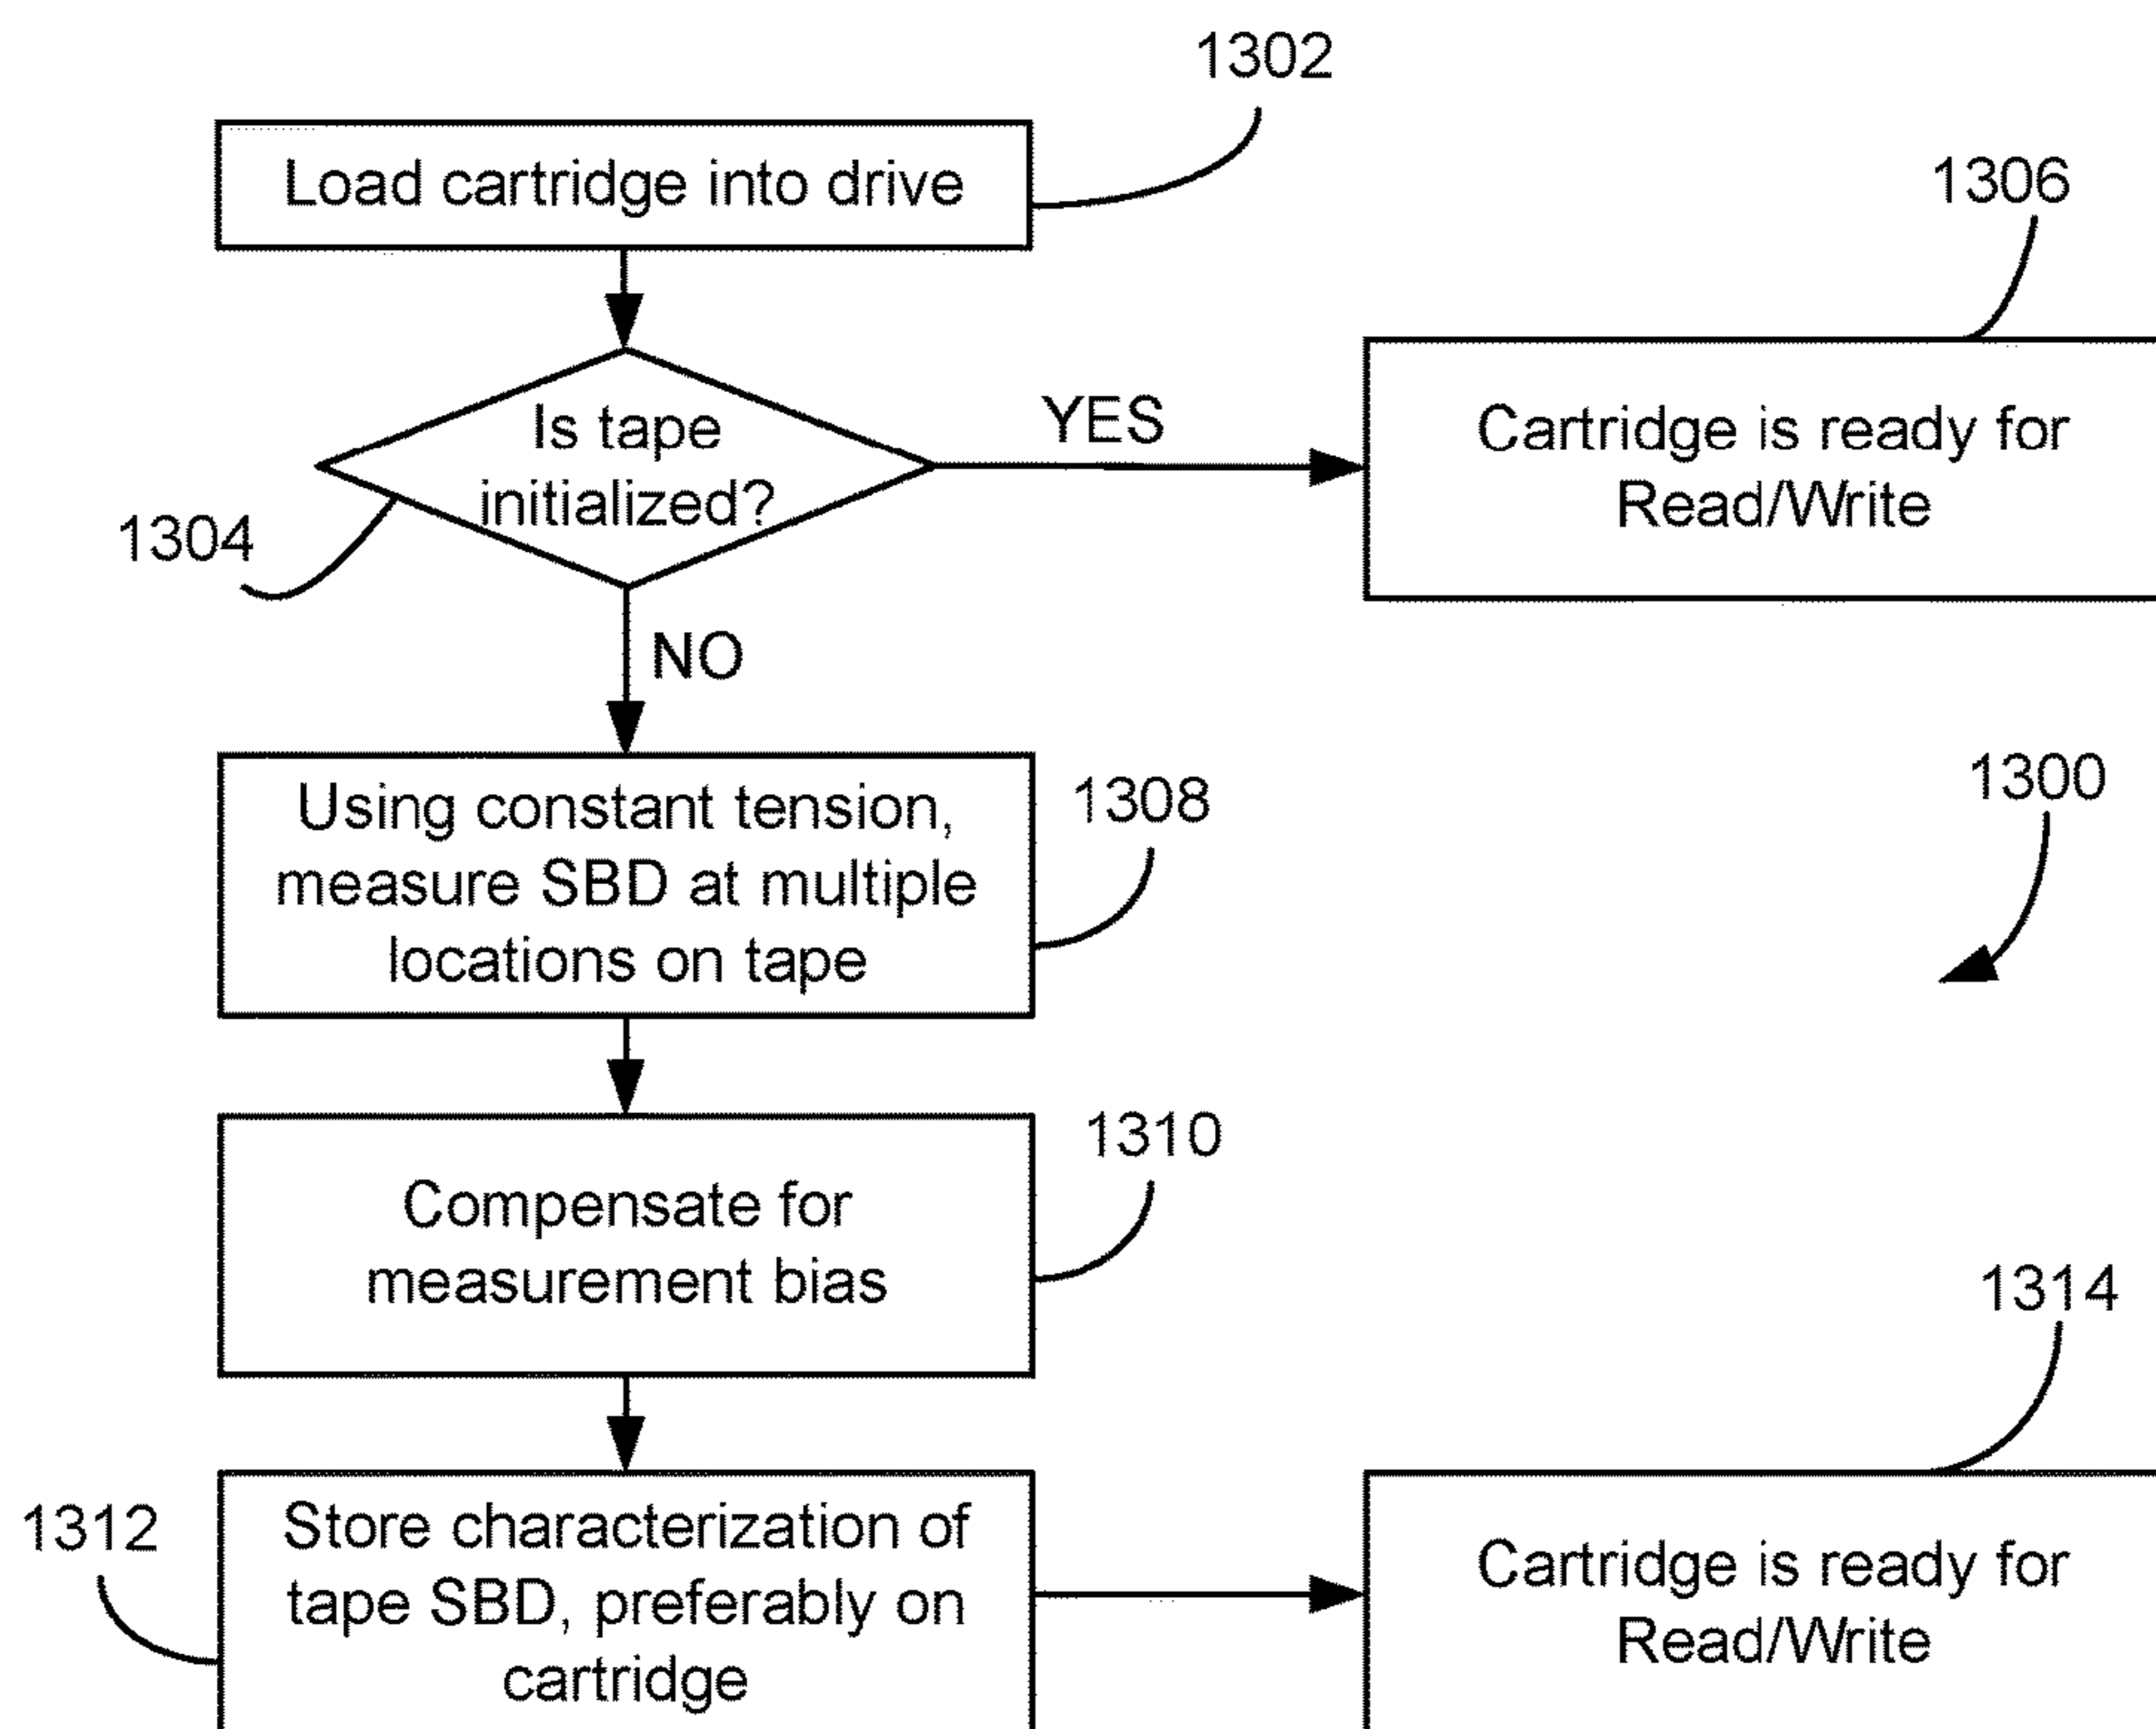 1302
Load cartridge into drive
1306
Is tape
initialized?
YES
Cartridge is ready for
Read/Write
1304
NO
Using constant tension,
measure SBD at multiple
locations on tape
1308
1300
Compensate for
measurement bias
1310
1314
1312
Store characterization of
tape SBD, preferably on
cartridge
Cartridge is ready for
Read/Write